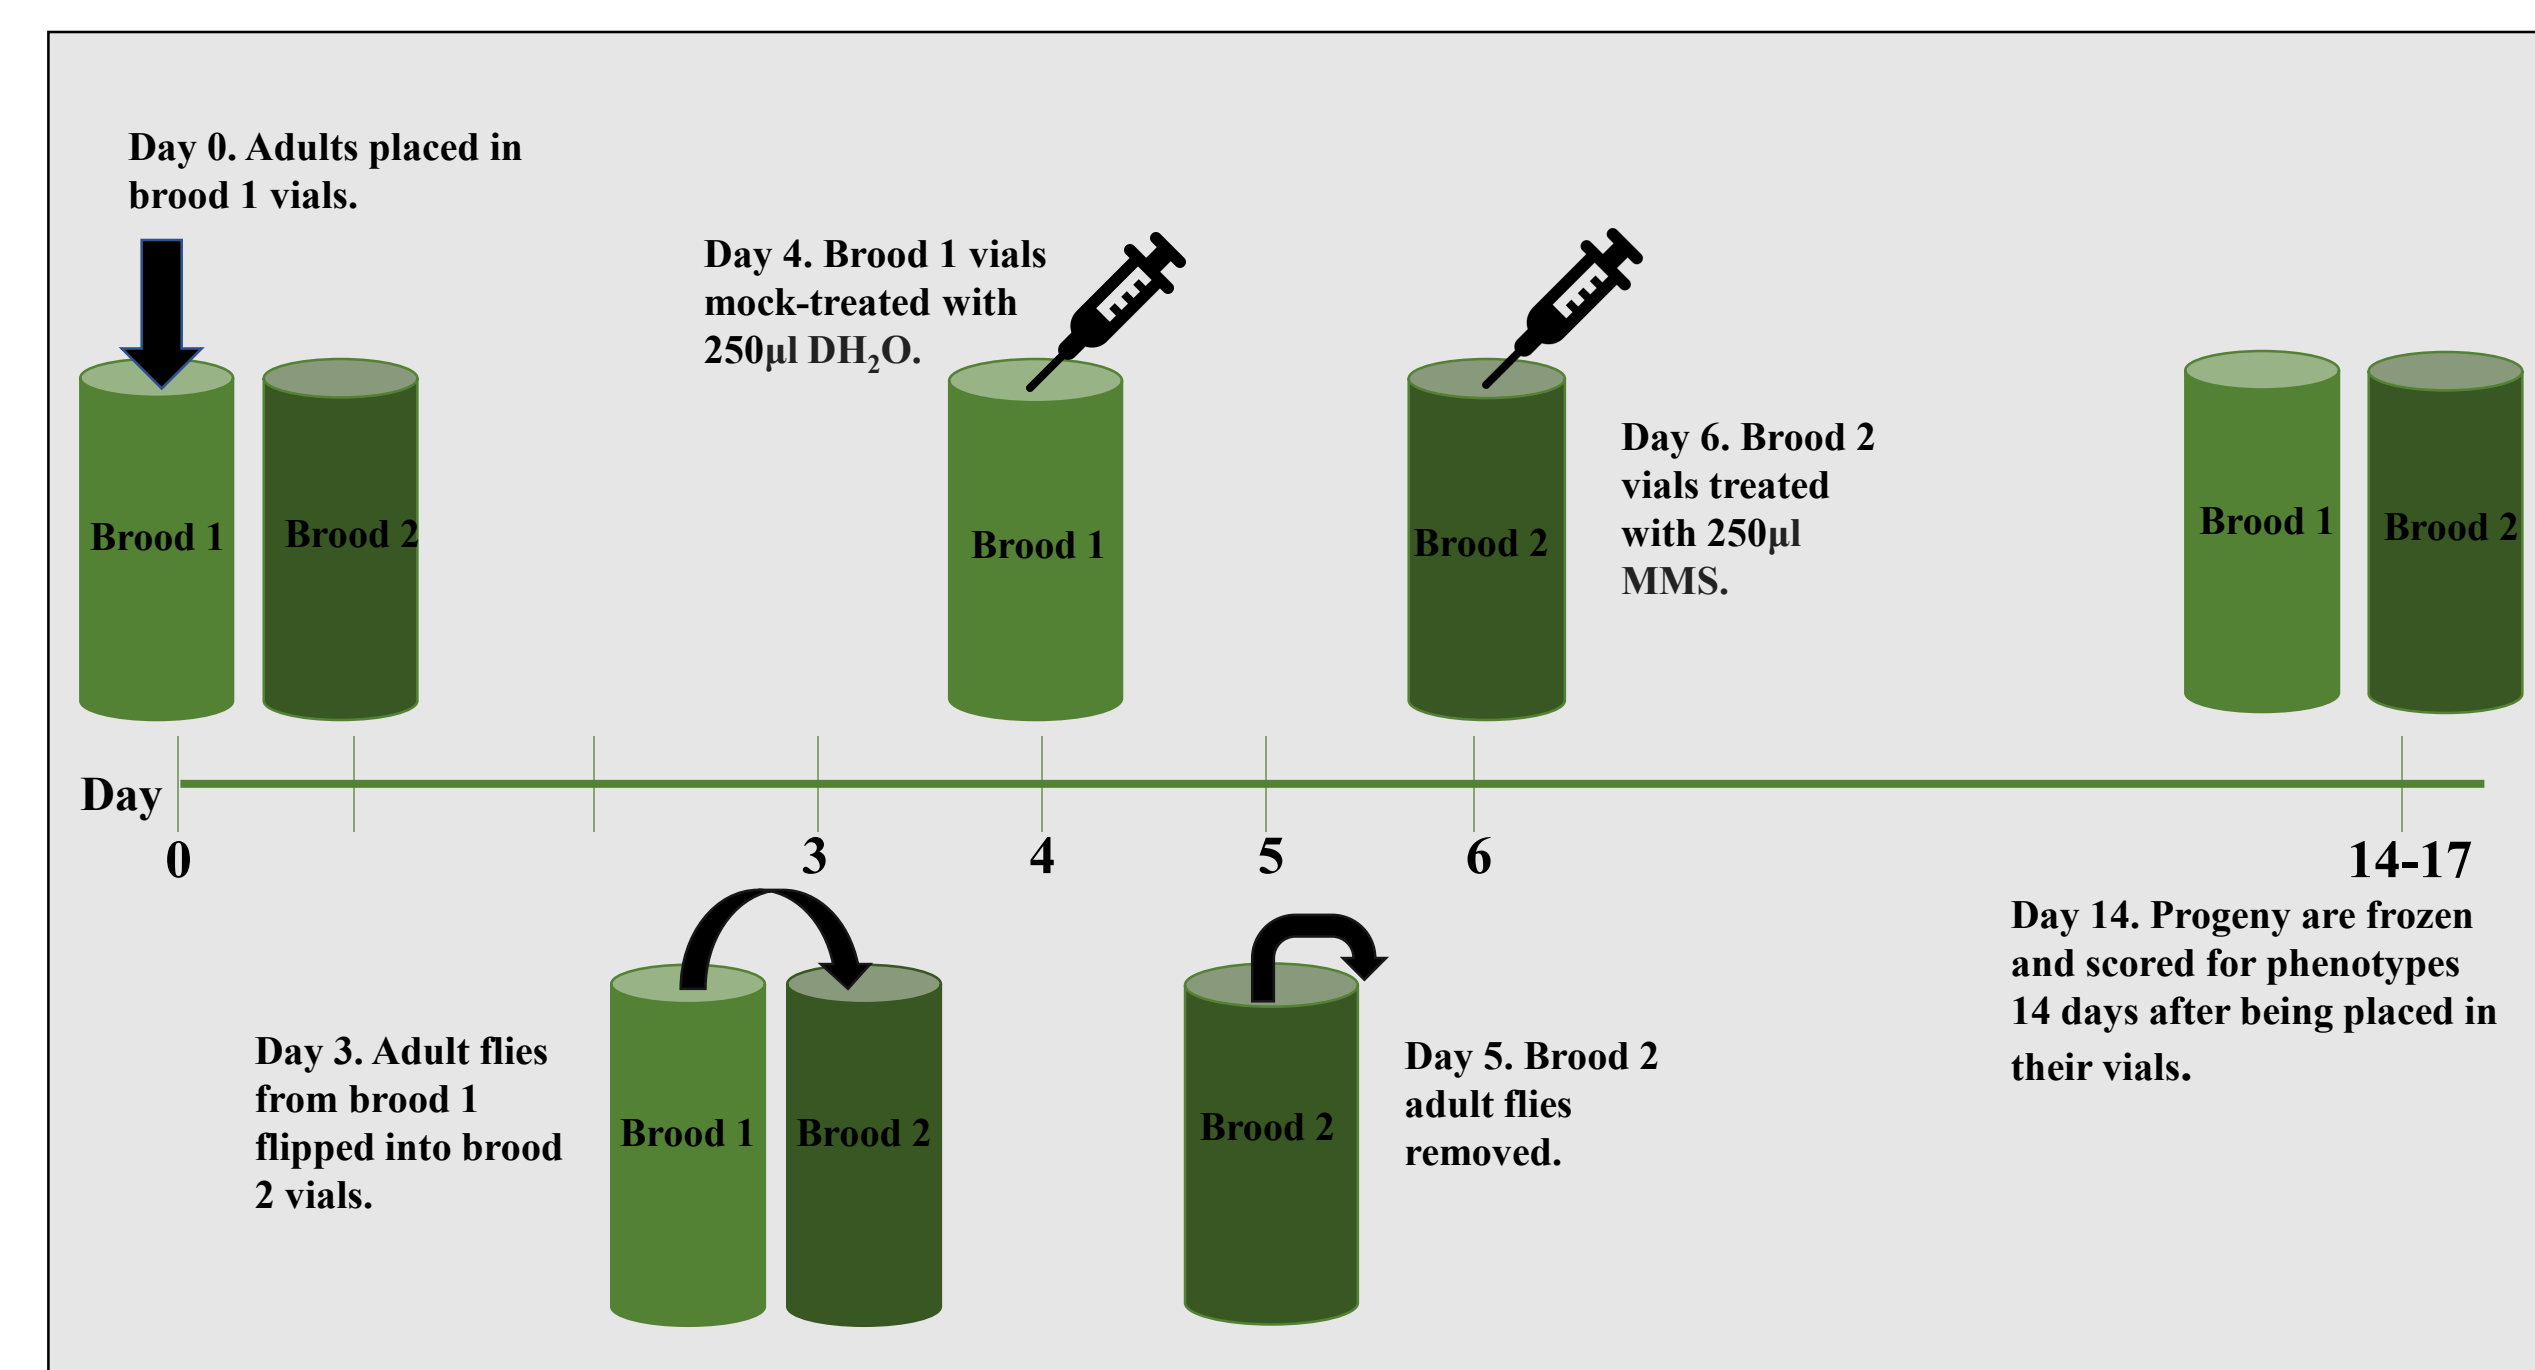 Day 0. Adults placed in
brood 1 vials.
Day 4. Brood 1 vials
mock-treated with
250µl DH₂O.
Day 6. Brood 2
vials treated
with 250µl
MMS.
Brood 1
Brood 2
Brood 1
Brood 2
Brood 1
Brood 2
Day
0
3
4
5
6
14-17
Day 3. Adult flies
from brood 1
flipped into brood
2 vials.
Brood 1
Brood 2
Brood 2
Day 5. Brood 2
adult flies
removed.
Day 14. Progeny are frozen
and scored for phenotypes
14 days after being placed in
their vials.